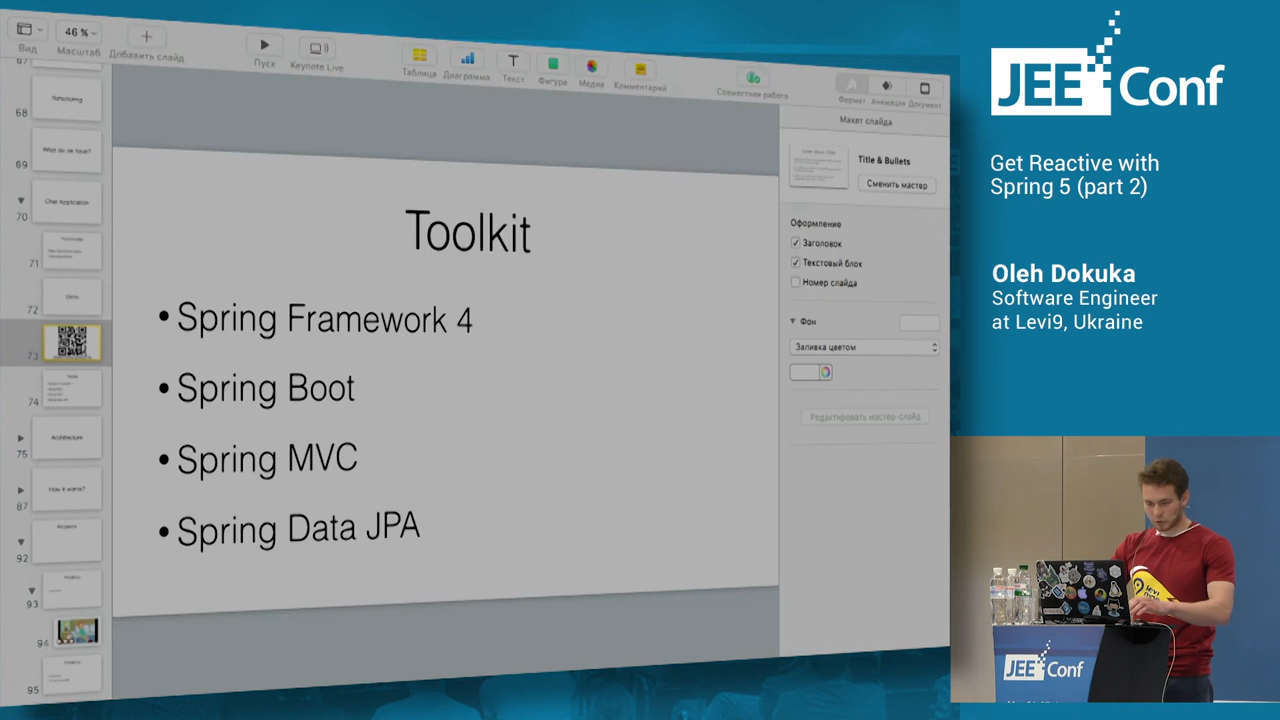 Вид
46 %
Масштаб
Добавить слайд
Пуск
Keynote Live
Таблица
Диаграмма
Текст
Фигура
Медиа
Комментарий
Совместная работа
Формат
Анимация
Документ
67
Refactoring
68
What do we have?
69
Chat Application
70
71
Demo
72
73
74
Architecture
75
How it works?
87
92
93
94
95
Toolkit
• Spring Framework 4
• Spring Boot
• Spring MVC
• Spring Data JPA
Макет слайда
Title & Bullets
Сменить мастер
Оформление
Заголовок
Текстовый блок
Номер слайда
Фон
Заливка цветом
Редактировать мастер-слайд
JEE Conf
Get Reactive with
Spring 5 (part 2)
Oleh Dokuka
Software Engineer
at Levi9, Ukraine
levi
JEE Conf